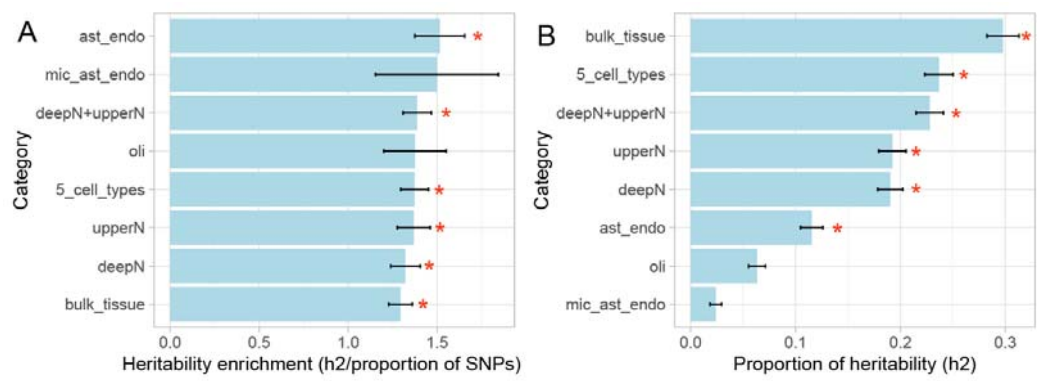 A
Category
ast_endo *
mic_ast_endo
deepN+upperN *
oli
5_cell_types *
upperN *
deepN *
bulk_tissue *
0.0 0.5 1.0 1.5
Heritability enrichment (h2/proportion of SNPs)
B
Category
bulk_tissue *
5_cell_types *
deepN+upperN *
upperN *
deepN *
ast_endo *
oli
mic_ast_endo
0.0 0.1 0.2 0.3
Proportion of heritability (h2)